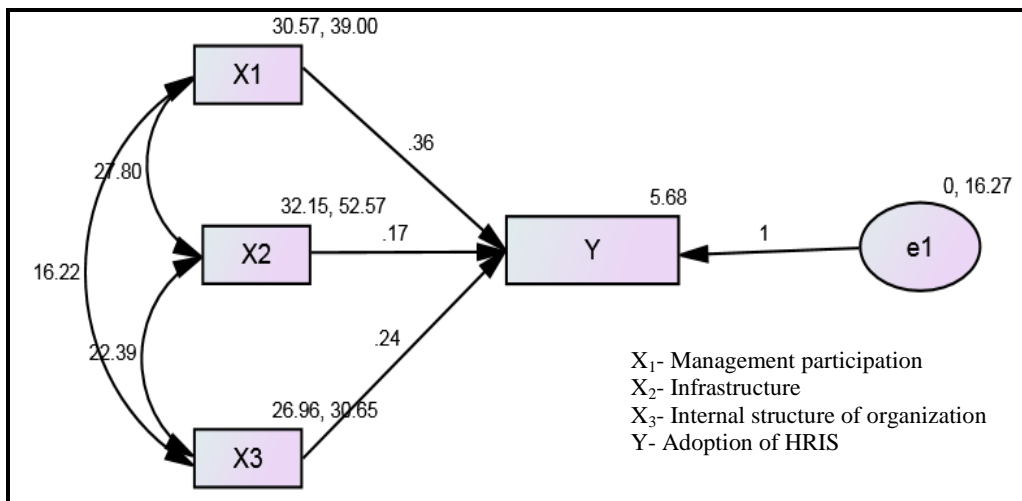 30.57, 39.00
X1
.36
27.80
32.15, 52.57
X2
.17
5.68
Y
1
0, 16.27
e1
16.22
22.39
.24
26.96, 30.65
X3
X₁- Management participation
X₂- Infrastructure
X₃- Internal structure of organization
Y- Adoption of HRIS